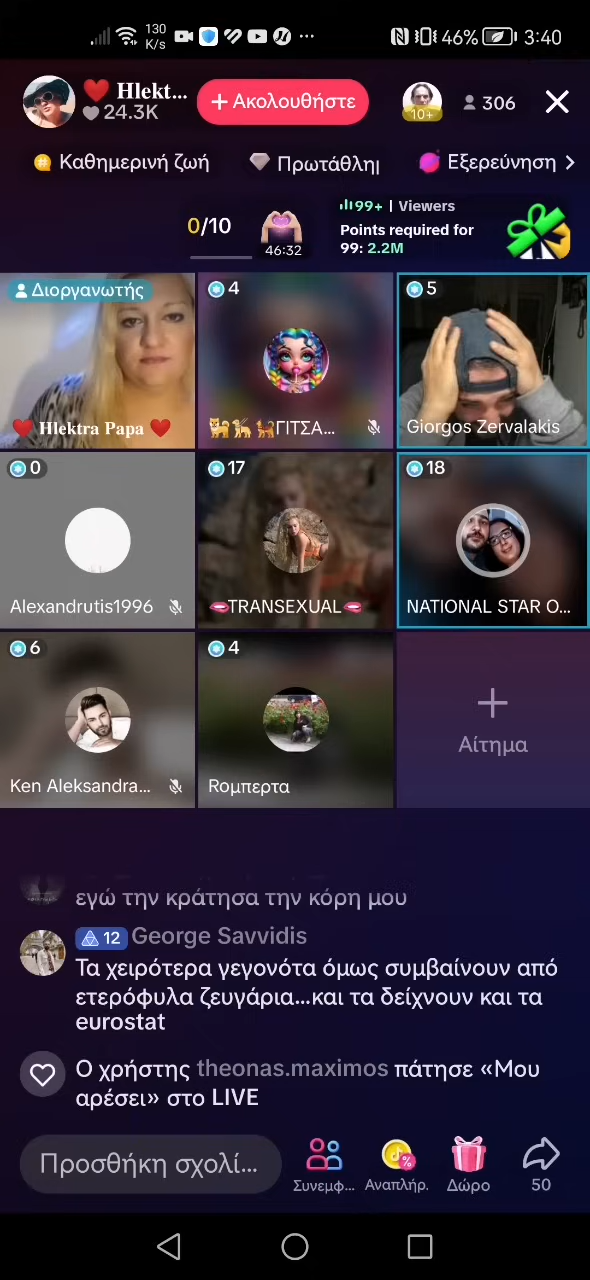 130
K/s
46%
3:40
❤️ Hlekt...
24.3K
+ Ακολουθήστε
10+
306
Καθημερινή ζωή
Πρωτάθλη
Εξερεύνηση
0/10
46:32
99+ | Viewers
Points required for
99: 2.2M
Διοργανωτής
❤️ Hlektra Papa ❤️
4
ΓΙΤΣΑ...
5
Giorgos Zervalakis
0
Alexandrutis1996
17
👄TRANSEXUAL👄
18
NATIONAL STAR O...
6
Ken Aleksandra...
4
Ρομπερτα
Αίτημα
εγώ την κράτησα την κόρη μου
12 George Savvidis
Τα χειρότερα γεγονότα όμως συμβαίνουν από
ετερόφυλα ζευγάρια...και τα δείχνουν και τα
eurostat
Ο χρήστης theonas.maximos πάτησε «Μου
αρέσει» στο LIVE
Προσθήκη σχολί...
Συνεμφ...
Αναπλήρ.
Δώρο
50